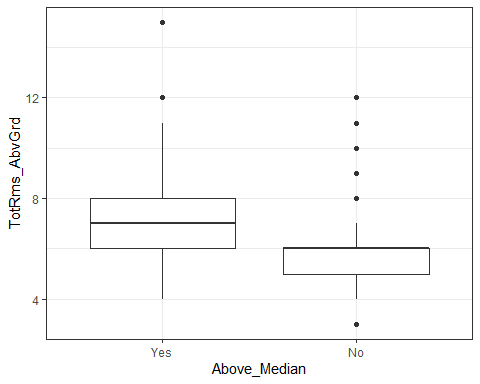 TotRms_AbvGrd
12
8
4
Yes
No
Above_Median